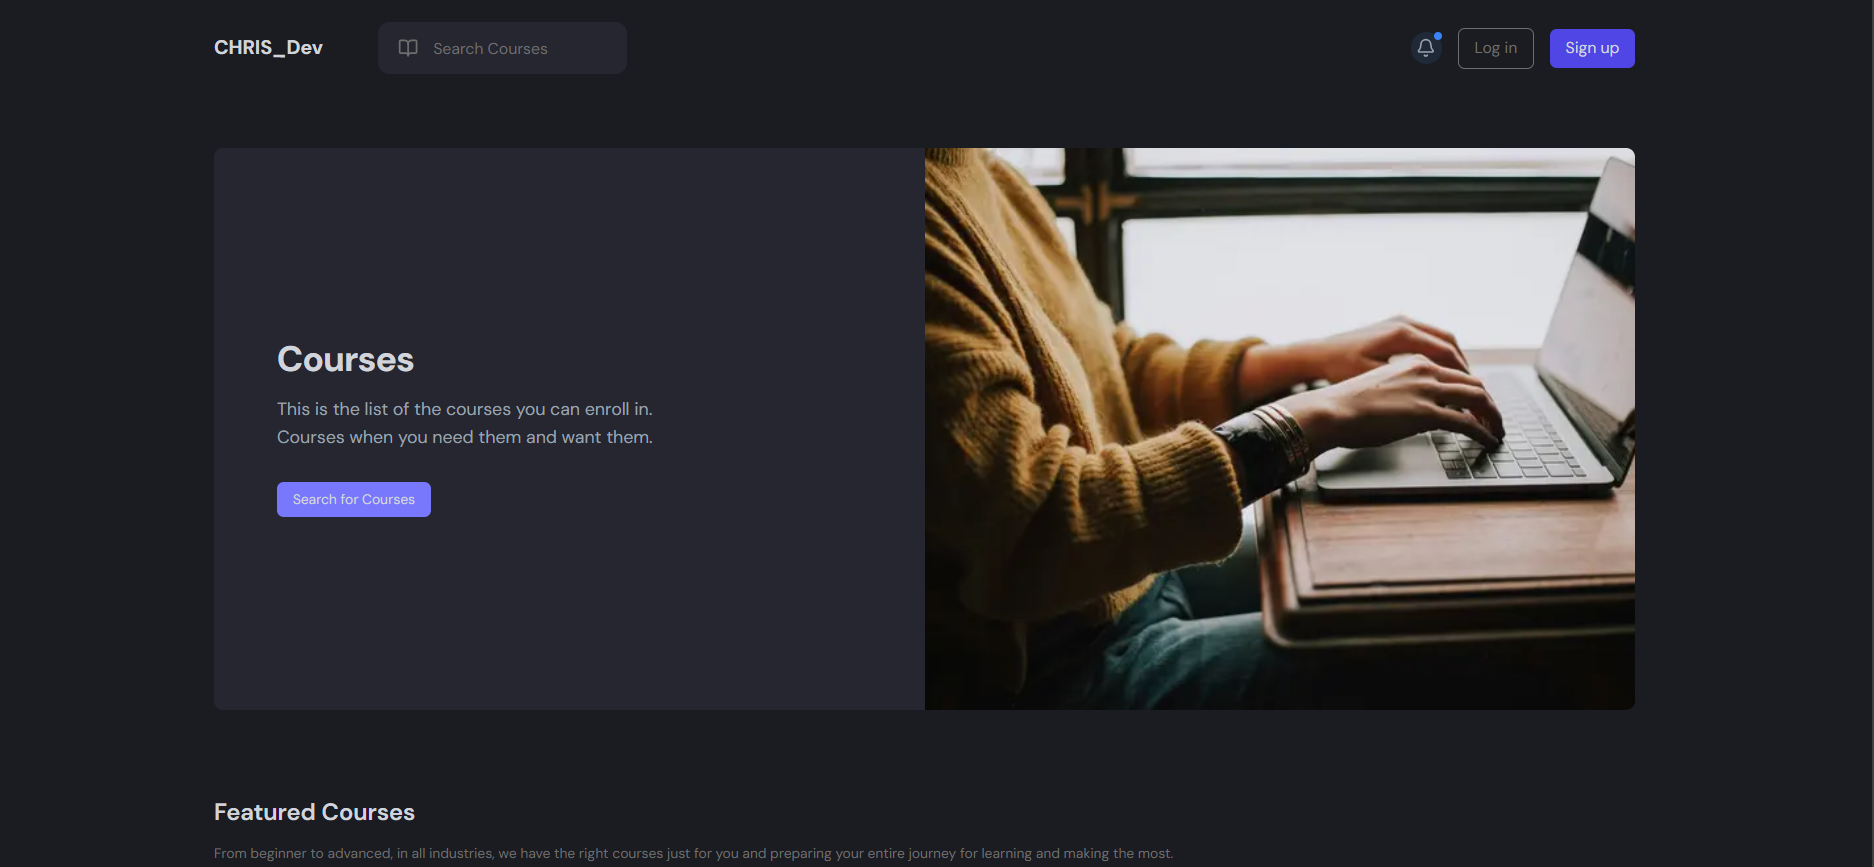 CHRIS_Dev
Search Courses
Log in
Sign up
Courses
This is the list of the courses you can enroll in.
Courses when you need them and want them.
Search for Courses
Featured Courses
From beginner to advanced, in all industries, we have the right courses just for you and preparing your entire journey for learning and making the most.